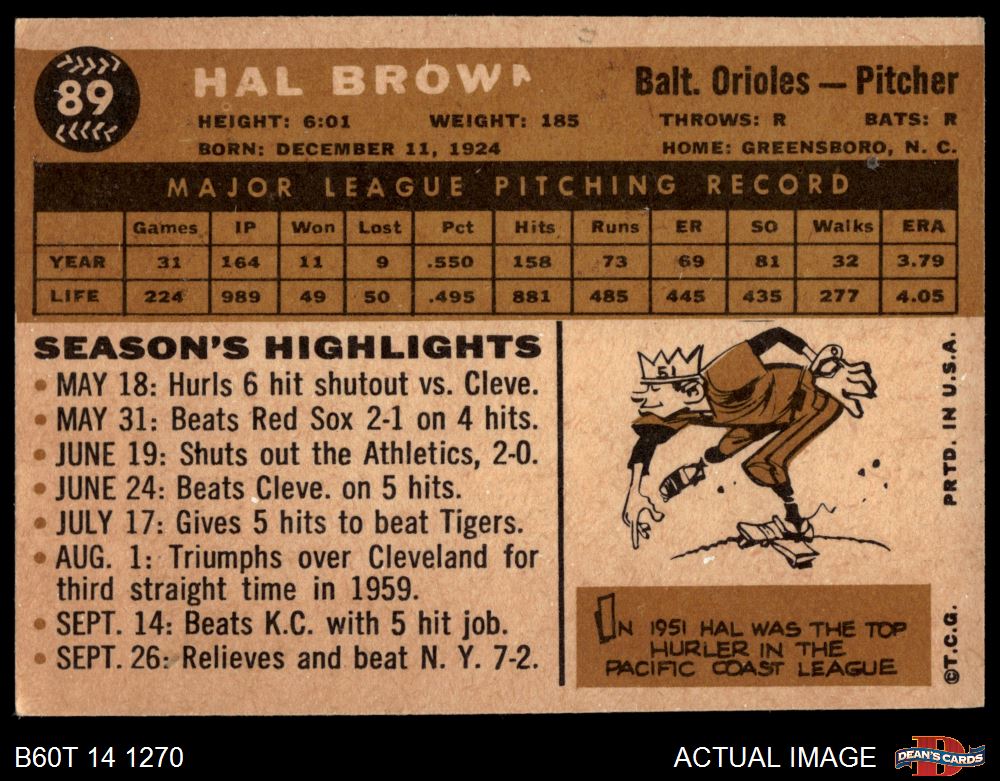 89
HAL BROWN
Balt. Orioles — Pitcher
HEIGHT: 6:01 WEIGHT: 185 THROWS: R BATS: R
BORN: DECEMBER 11, 1924 HOME: GREENSBORO, N. C.
MAJOR LEAGUE PITCHING RECORD
Games IP Won Lost Pct Hits Runs ER SO Walks ERA
YEAR 31 164 11 9 .550 158 73 69 81 32 3.79
LIFE 224 989 49 50 .495 881 485 445 435 277 4.05
SEASON'S HIGHLIGHTS
• MAY 18: Hurls 6 hit shutout vs. Cleve.
• MAY 31: Beats Red Sox 2-1 on 4 hits.
• JUNE 19: Shuts out the Athletics, 2-0.
• JUNE 24: Beats Cleve. on 5 hits.
• JULY 17: Gives 5 hits to beat Tigers.
• AUG. 1: Triumphs over Cleveland for
third straight time in 1959.
• SEPT. 14: Beats K.C. with 5 hit job.
• SEPT. 26: Relieves and beat N. Y. 7-2.
51
IN 1951 HAL WAS THE TOP
HURLER IN THE
PACIFIC COAST LEAGUE
PRTD. IN U.S.A.
©T.C.G.
B60T 14 1270
ACTUAL IMAGE
DEAN'S CARDS